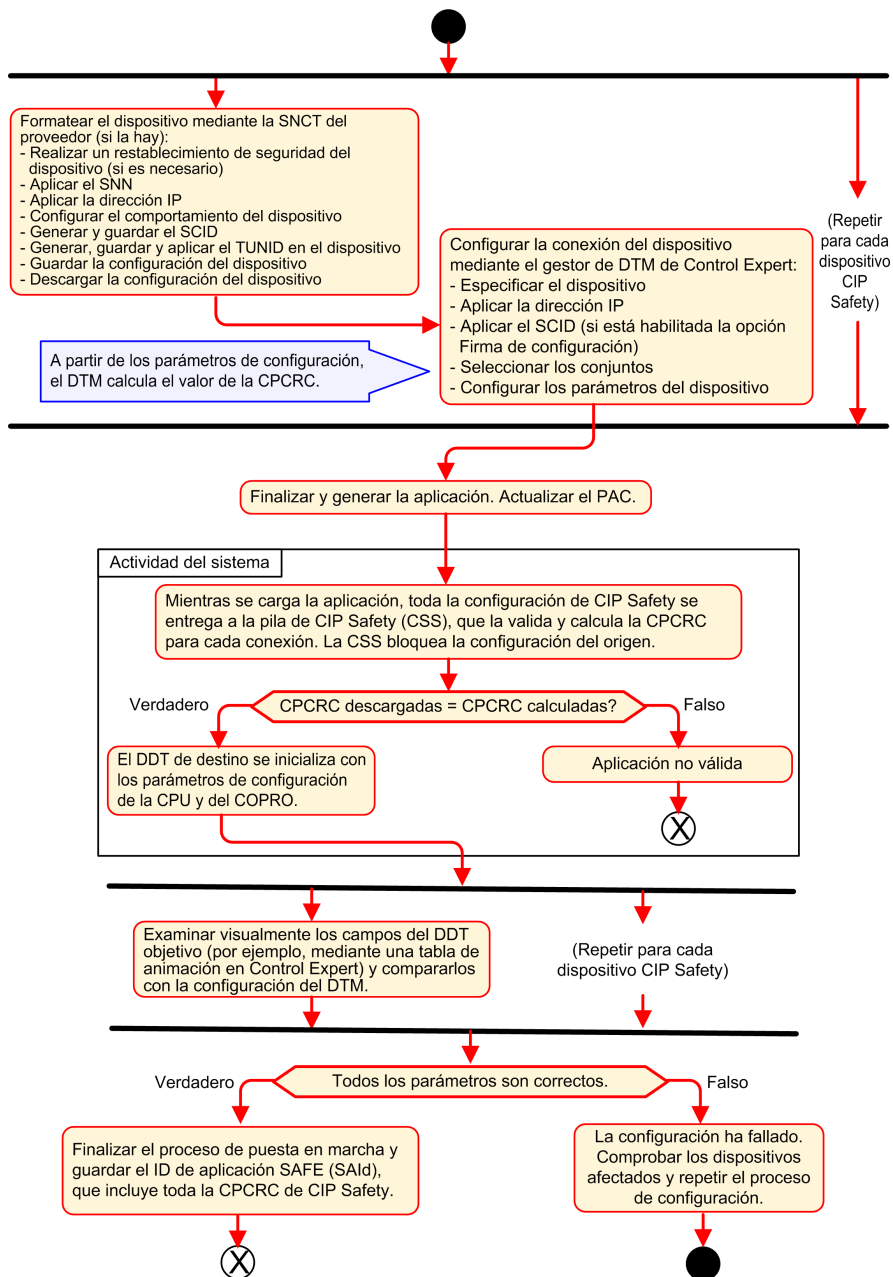 Formatear el dispositivo mediante la SNCT del
proveedor (si la hay):
- Realizar un restablecimiento de seguridad del
dispositivo (si es necesario)
- Aplicar el SNN
- Aplicar la dirección IP
- Configurar el comportamiento del dispositivo
- Generar y guardar el SCID
- Generar, guardar y aplicar el TUNID en el dispositivo
- Guardar la configuración del dispositivo
- Descargar la configuración del dispositivo
(Repetir
para cada
dispositivo
CIP
Safety)
Configurar la conexión del dispositivo
mediante el gestor de DTM de Control Expert:
- Especificar el dispositivo
- Aplicar la dirección IP
- Aplicar el SCID (si está habilitada la opción
Firma de configuración)
- Seleccionar los conjuntos
- Configurar los parámetros del dispositivo
A partir de los parámetros de configuración,
el DTM calcula el valor de la CPCRC.
Finalizar y generar la aplicación. Actualizar el PAC.
Actividad del sistema
Mientras se carga la aplicación, toda la configuración de CIP Safety se
entrega a la pila de CIP Safety (CSS), que la valida y calcula la CPCRC
para cada conexión. La CSS bloquea la configuración del origen.
Verdadero
CPCRC descargadas = CPCRC calculadas?
Falso
El DDT de destino se inicializa con
los parámetros de configuración
de la CPU y del COPRO.
Aplicación no válida
X
Examinar visualmente los campos del DDT
objetivo (por ejemplo, mediante una tabla de
animación en Control Expert) y compararlos
con la configuración del DTM.
(Repetir para cada
dispositivo CIP Safety)
Verdadero
Todos los parámetros son correctos.
Falso
Finalizar el proceso de puesta en marcha y
guardar el ID de aplicación SAFE (SAId),
que incluye toda la CPCRC de CIP Safety.
La configuración ha fallado.
Comprobar los dispositivos
afectados y repetir el proceso
de configuración.
X